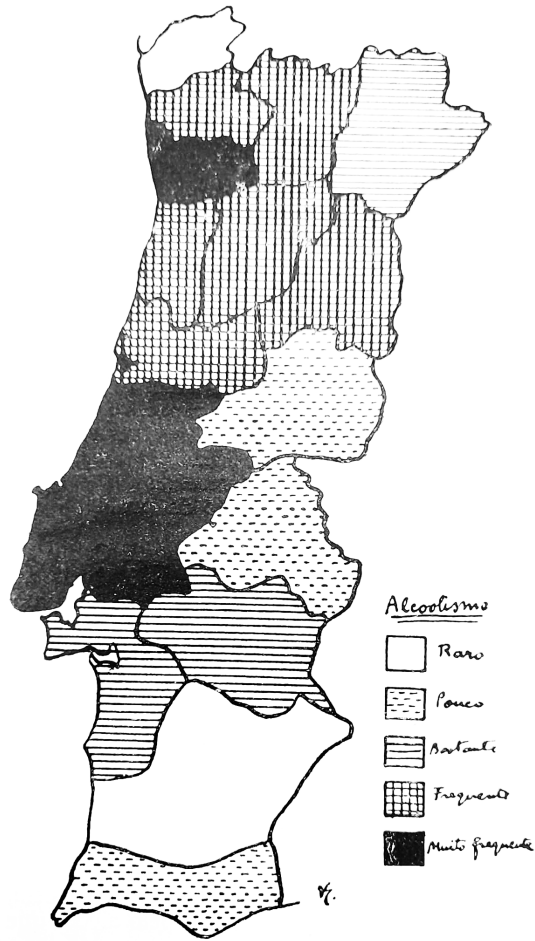 Alcoolismo
Raro
Pouco
Bastante
Frequente
Muito frequente